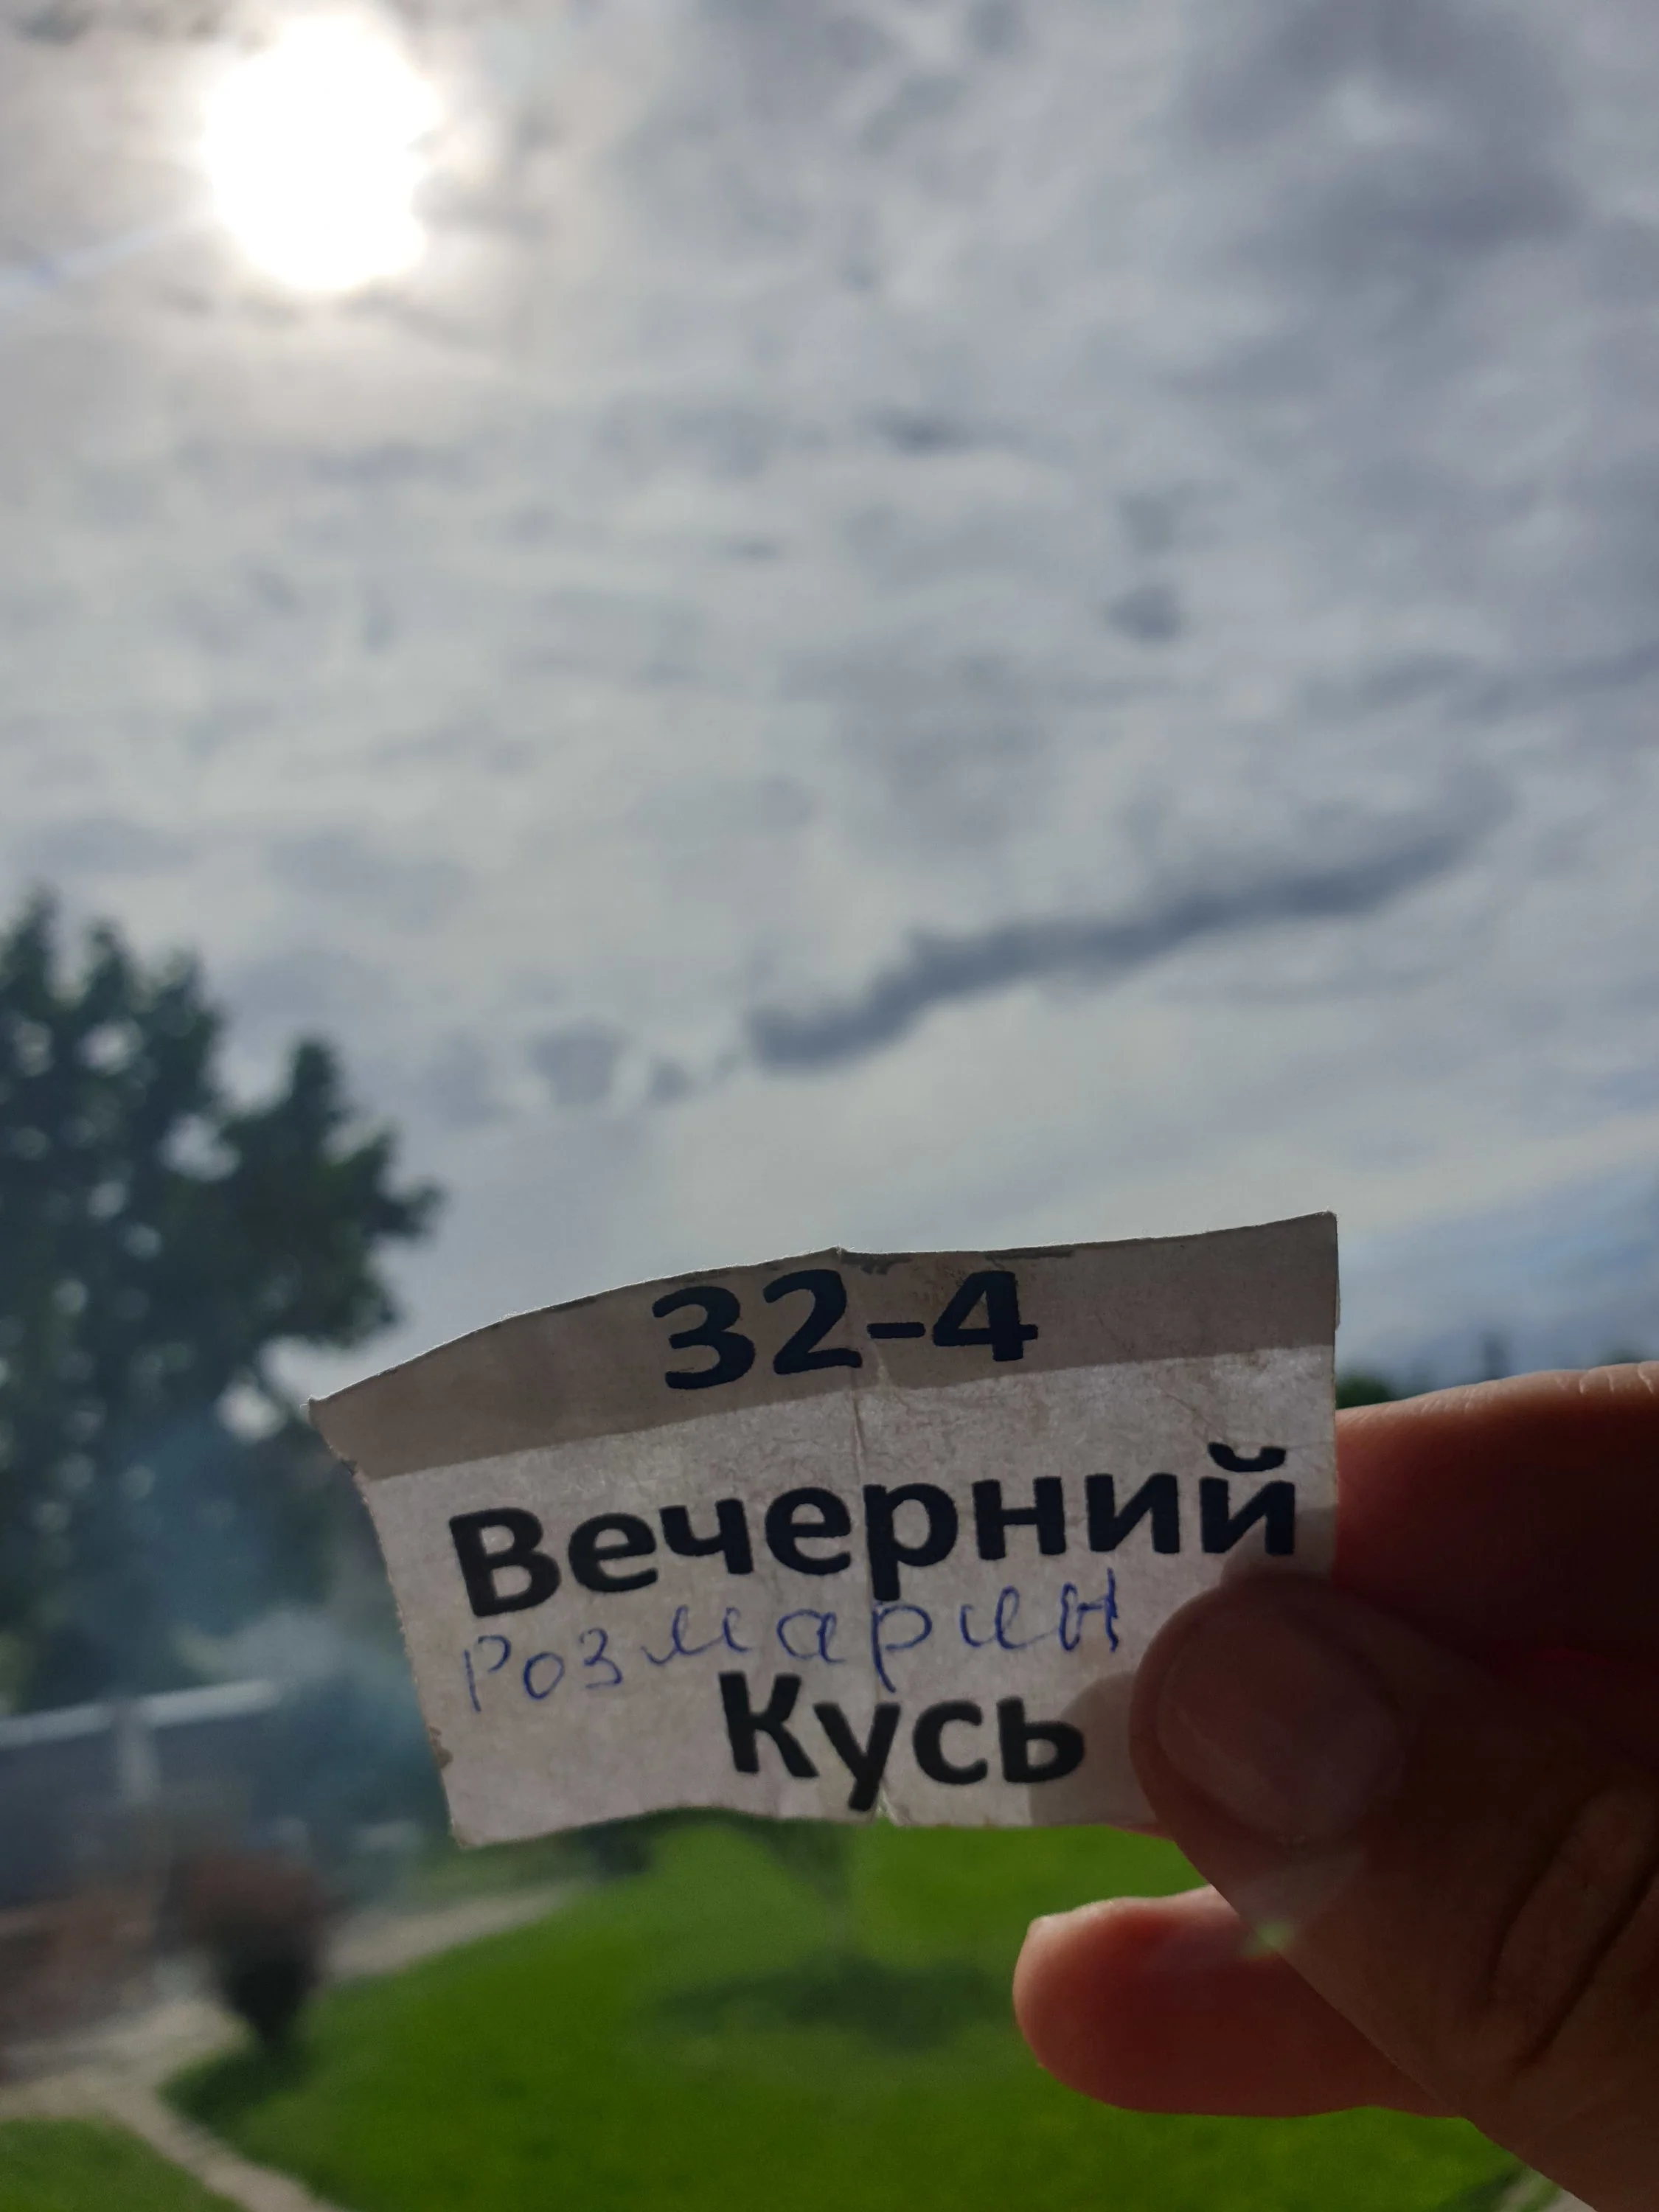 32-4
Вечерний
Розмарин
Кусь